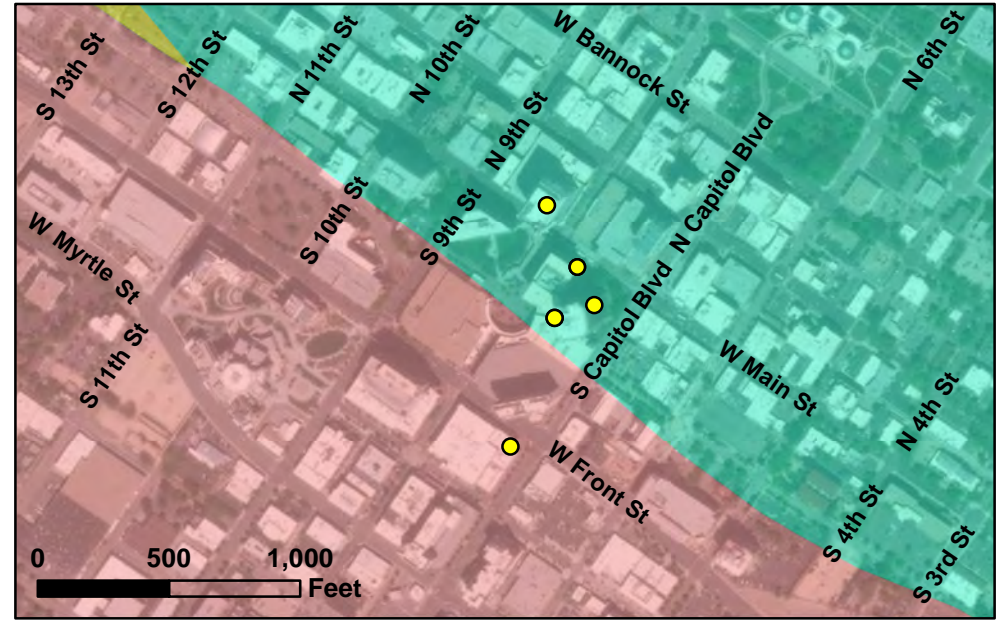 W Bannock St
N 6th St
N 10th St
N 11th St
S 12th St
S 13th St
N 9th St
N Capitol Blvd
S 10th St
S 9th St
W Myrtle St
S Capitol Blvd
S 11th St
W Main St
N 4th St
W Front St
S 4th St
S 3rd St
0 500 1,000
Feet